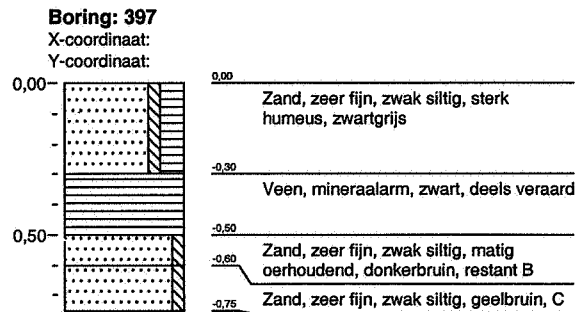 Boring: 397
X-coordinaat:
Y-coordinaat:
0,00
0,00
Zand, zeer fijn, zwak siltig, sterk
humeus, zwartgrijs
-0,30
Veen, mineraalarm, zwart, deels veraard
0,50
-0,50
Zand, zeer fijn, zwak siltig, matig
oerhoudend, donkerbruin, restant B
-0,60
Zand, zeer fijn, zwak siltig, geelbruin, C
-0,75